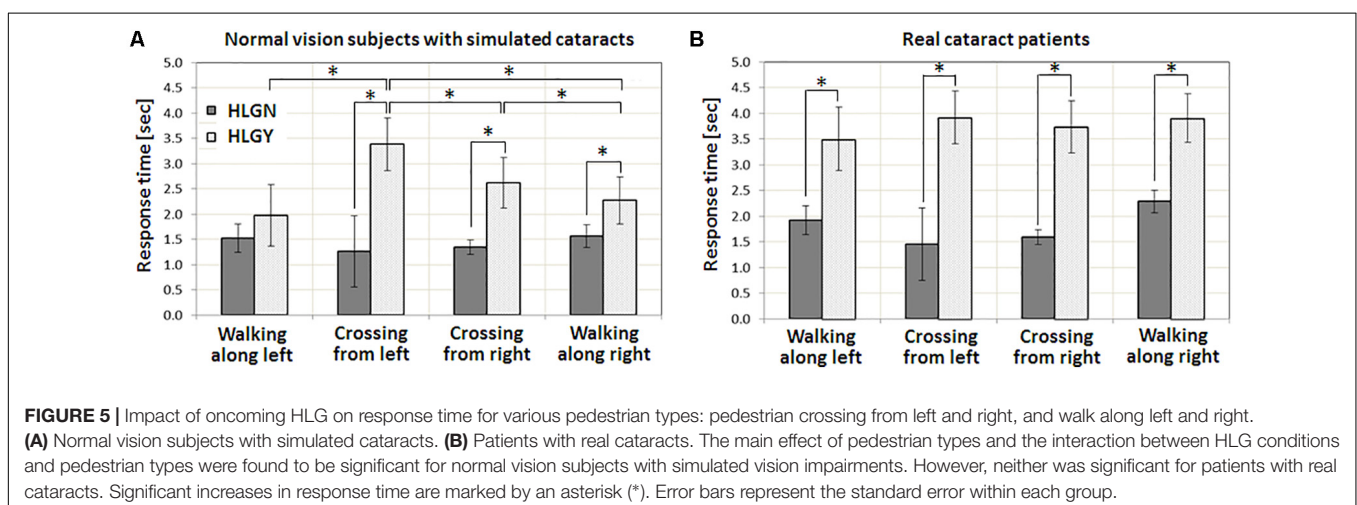 A Normal vision subjects with simulated cataracts
Response time [sec]
5.0
4.5
4.0
3.5
3.0
2.5
2.0
1.5
1.0
0.5
0.0
HLGN
HLGY
* * * * * * *
Walking along left
Crossing from left
Crossing from right
Walking along right
B Real cataract patients
Response time [sec]
5.0
4.5
4.0
3.5
3.0
2.5
2.0
1.5
1.0
0.5
0.0
* * * *
Walking along left
Crossing from left
Crossing from right
Walking along right
FIGURE 5 | Impact of oncoming HLG on response time for various pedestrian types: pedestrian crossing from left and right, and walk along left and right.
(A) Normal vision subjects with simulated cataracts. (B) Patients with real cataracts. The main effect of pedestrian types and the interaction between HLG conditions
and pedestrian types were found to be significant for normal vision subjects with simulated vision impairments. However, neither was significant for patients with real
cataracts. Significant increases in response time are marked by an asterisk (*). Error bars represent the standard error within each group.